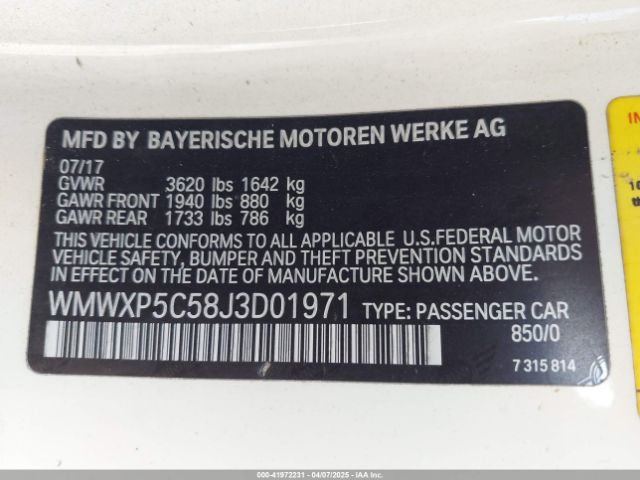 MFD BY BAYERISCHE MOTOREN WERKE AG
07/17
GVWR 3620 lbs 1642 kg
GAWR FRONT 1940 lbs 880 kg
GAWR REAR 1733 lbs 786 kg
THIS VEHICLE CONFORMS TO ALL APPLICABLE U.S.FEDERAL MOTOR
VEHICLE SAFETY, BUMPER AND THEFT PREVENTION STANDARDS
IN EFFECT ON THE DATE OF MANUFACTURE SHOWN ABOVE.
WMWXP5C58J3D01971 TYPE: PASSENGER CAR
850/0
7 315 814
000-41972231 - 04/07/2025 - IAAI.COM